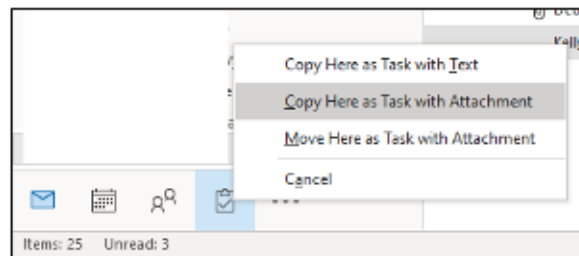 Kelly
Copy Here as Task with Text
Copy Here as Task with Attachment
Move Here as Task with Attachment
Cancel
Items: 25 Unread: 3